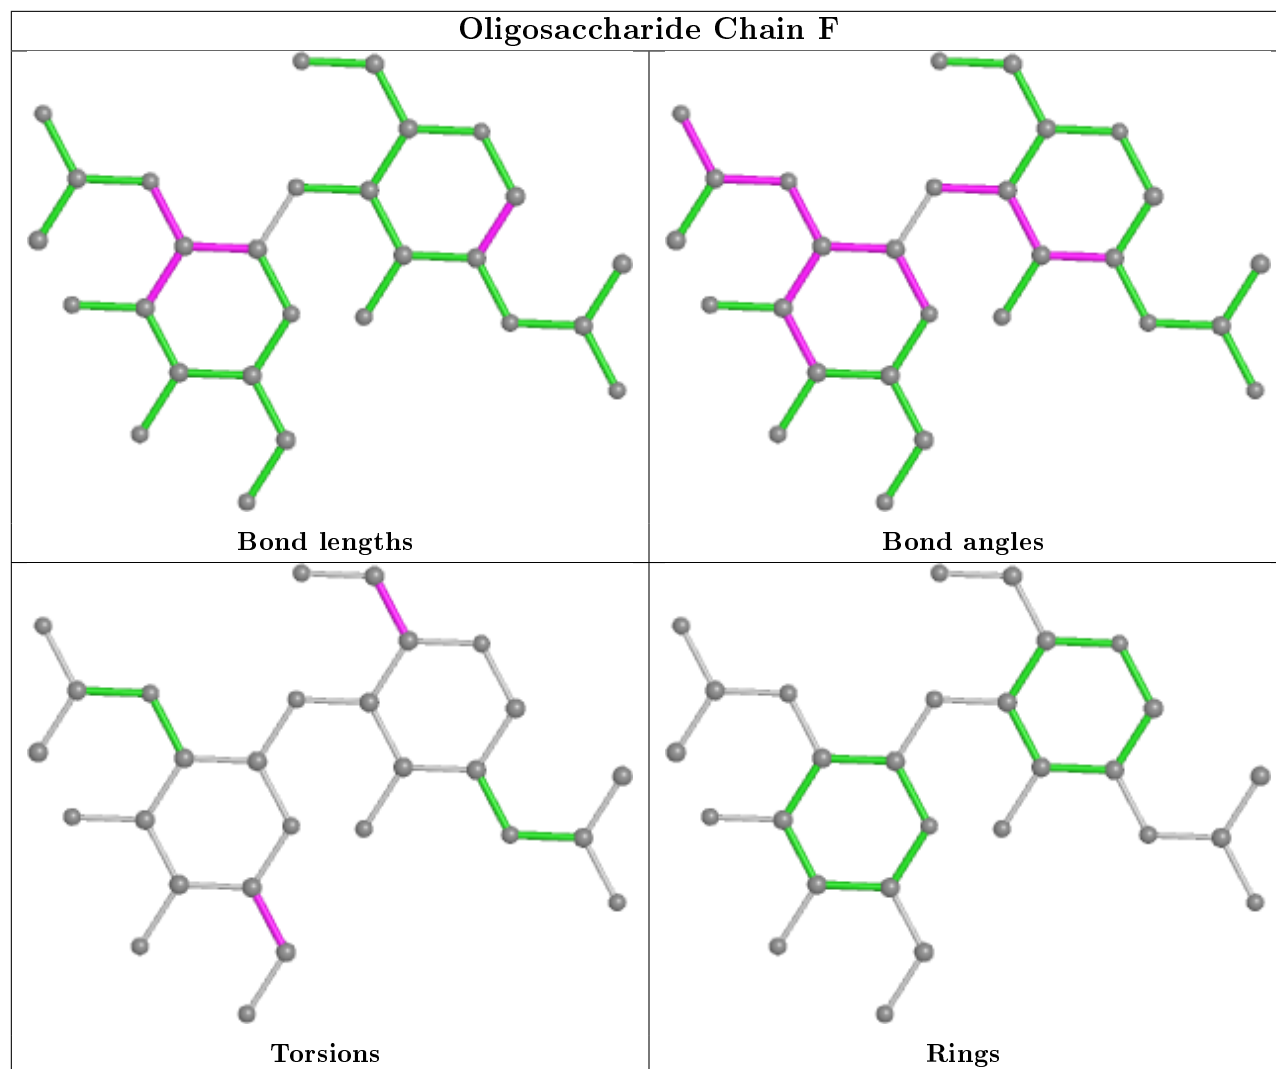 Oligosaccharide Chain F
Bond lengths
Bond angles
Torsions
Rings